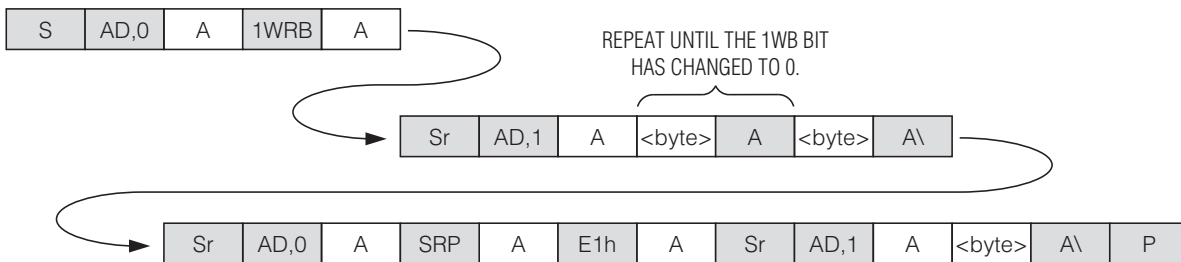 S AD,0 A 1WRB A
REPEAT UNTIL THE 1WB BIT
HAS CHANGED TO 0.
Sr AD,1 A <byte> A <byte> A\
Sr AD,0 A SRP A E1h A Sr AD,1 A <byte> A\ P